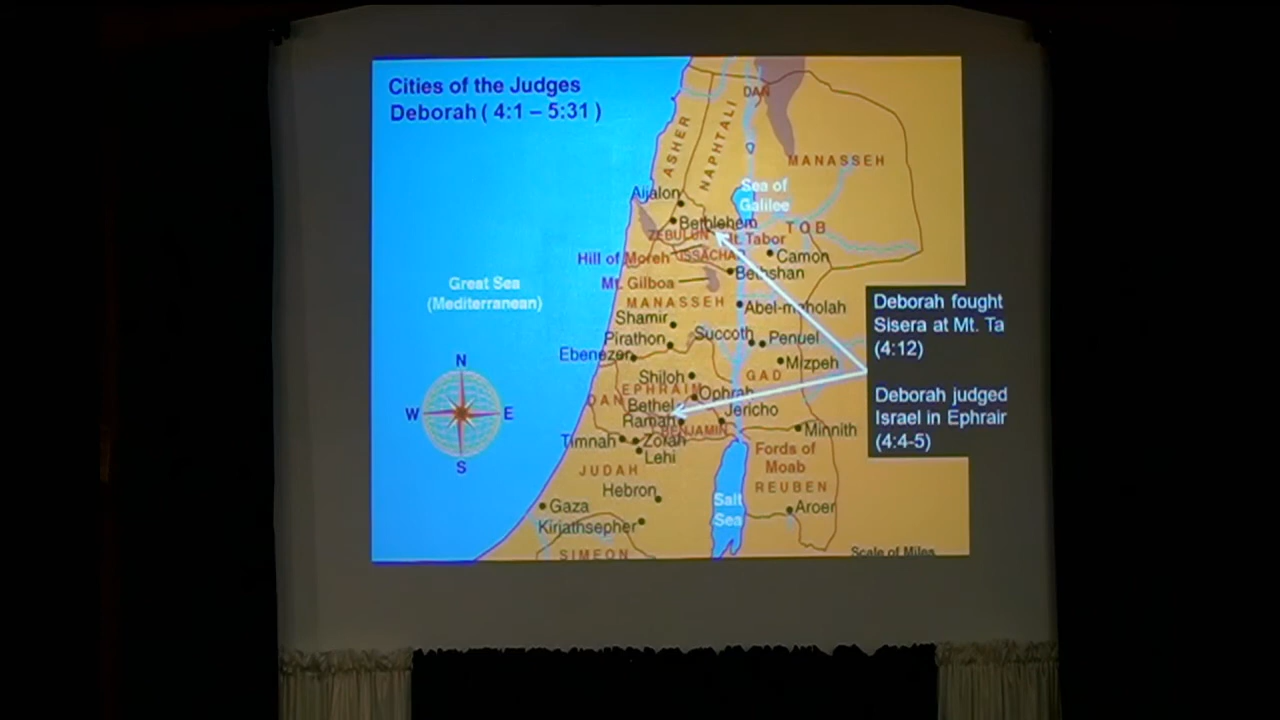 Cities of the Judges
Deborah ( 4:1 – 5:31 )
DAN
ASHER
NAPHTALI
MANASSEH
Aijalon
Sea of
Galilee
Bethlehem
TOB
ZEBULUN
Mt. Tabor
Hill of Moreh
ISSACHAR
Camon
Bethshan
Mt. Gilboa
Great Sea
(Mediterranean)
MANASSEH
Abel-meholah
Shamir
Pirathon
Succoth
Penuel
Ebenezer
Mizpeh
Shiloh
GAD
EPHRAIM
Ophrah
DAN
Bethel
Jericho
Ramah
BENJAMIN
Minnith
Timnah
Zorah
Lehi
Fords of
Moab
JUDAH
REUBEN
Hebron
Salt
Sea
Gaza
Aroer
Kirjathsepher
SIMEON
Scale of Miles
N
W
E
S
Deborah fought
Sisera at Mt. Ta
(4:12)
Deborah judged
Israel in Ephrair
(4:4-5)